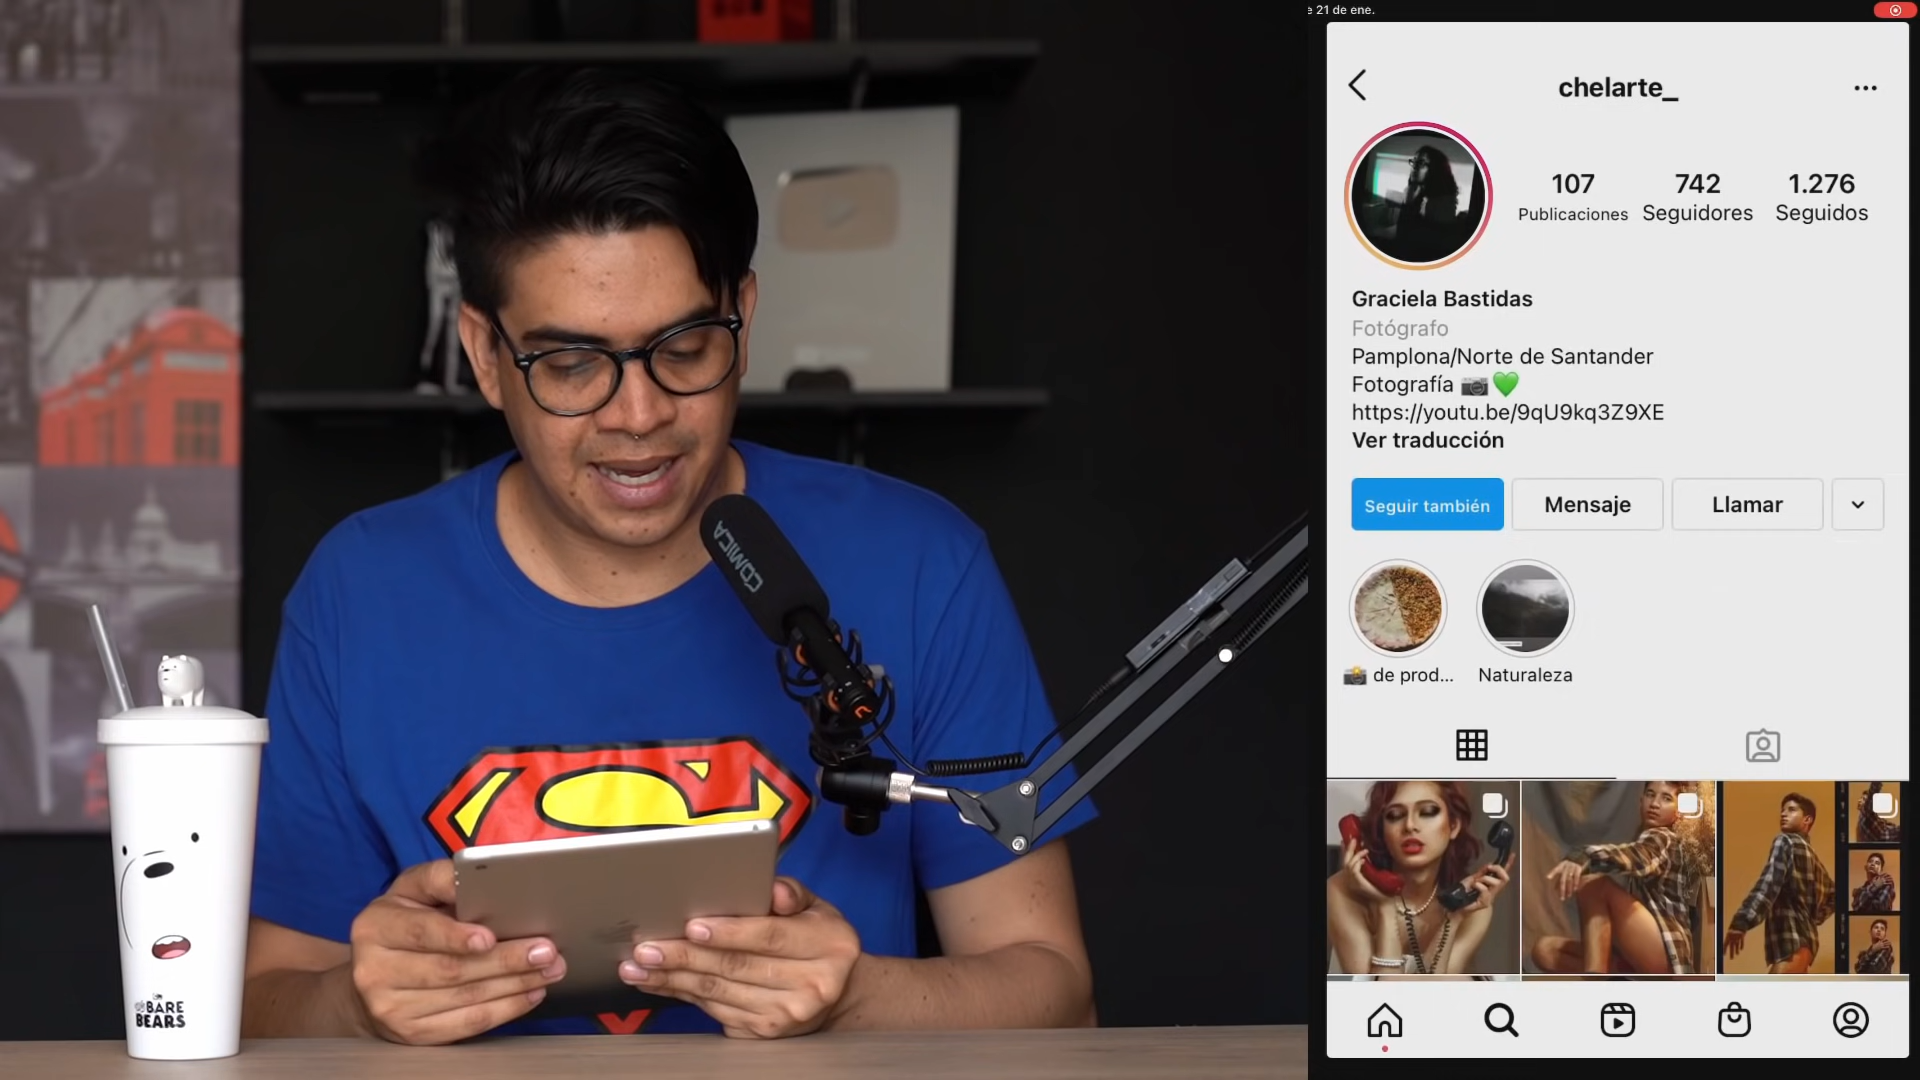 e 21 de ene.
chelarte_
107
Publicaciones
742
Seguidores
1.276
Seguidos
Graciela Bastidas
Fotógrafo
Pamplona/Norte de Santander
Fotografía 📷💚
https://youtu.be/9qU9kq3Z9XE
Ver traducción
Seguir también
Mensaje
Llamar
📸 de prod...
Naturaleza
COMICA
BARE
BEARS